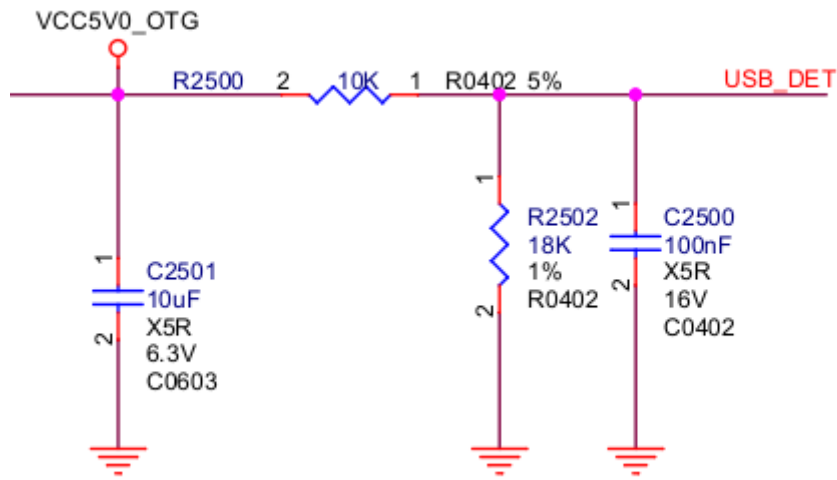 VCC5V0_OTG
R2500 2 10K 1 R0402 5% USB_DET
1
C2501
10uF
X5R
6.3V
C0603
2
1
R2502
18K
1%
R0402
2
1
C2500
100nF
X5R
16V
C0402
2